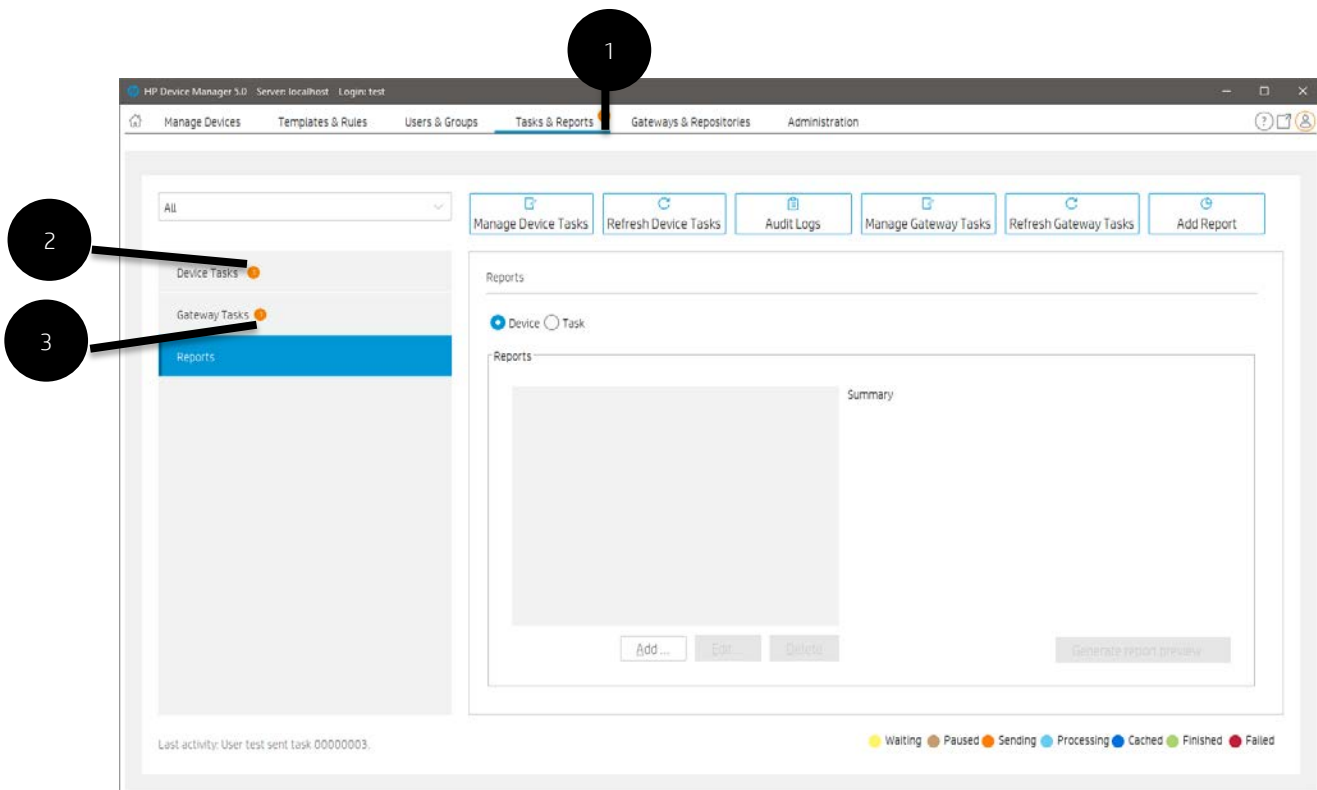 1
HP Device Manager 5.0 Server: localhost Login: test
Manage Devices Templates & Rules Users & Groups Tasks & Reports Gateways & Repositories Administration
?
All
Manage Device Tasks Refresh Device Tasks Audit Logs Manage Gateway Tasks Refresh Gateway Tasks Add Report
2
Device Tasks
Reports
Gateway Tasks
Device Task
3
Reports
Reports
Summary
Add ... Edit ... Delete Generate report preview
Last activity: User test sent task 00000003.
Waiting Paused Sending Processing Cached Finished Failed